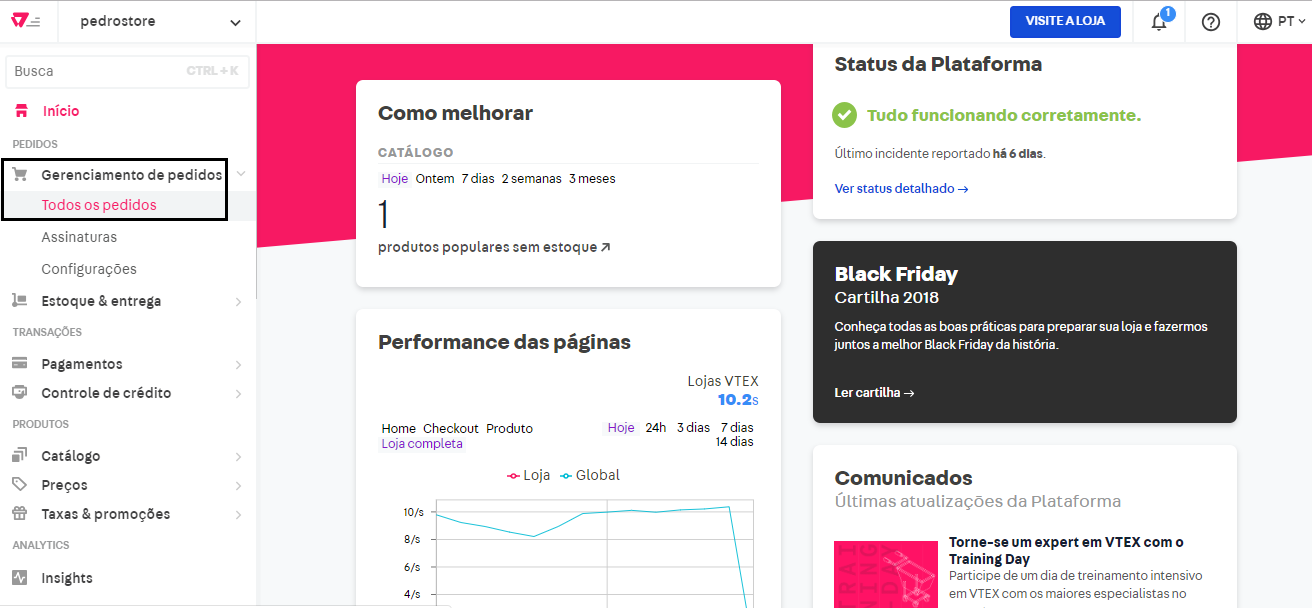 pedrostore
VISITE A LOJA
1
PT
Busca
CTRL + K
Início
PEDIDOS
Gerenciamento de pedidos
Todos os pedidos
Assinaturas
Configurações
Estoque & entrega
TRANSAÇÕES
Pagamentos
Controle de crédito
PRODUTOS
Catálogo
Preços
Taxas & promoções
ANALYTICS
Insights
Como melhorar
CATÁLOGO
Hoje Ontem 7 dias 2 semanas 3 meses
1
produtos populares sem estoque
Performance das páginas
Lojas VTEX
10.2s
Home Checkout Produto
Loja completa
Hoje 24h 3 dias 7 dias
14 dias
Loja Global
10/s
8/s
6/s
4/s
Status da Plataforma
Tudo funcionando corretamente.
Último incidente reportado há 6 dias.
Ver status detalhado →
Black Friday
Cartilha 2018
Conheça todas as boas práticas para preparar sua loja e fazermos
juntos a melhor Black Friday da história.
Ler cartilha →
Comunicados
Últimas atualizações da Plataforma
TRAI
NING
DAY
Torne-se um expert em VTEX com o
Training Day
Participe de um dia de treinamento intensivo
em VTEX com os maiores especialistas no